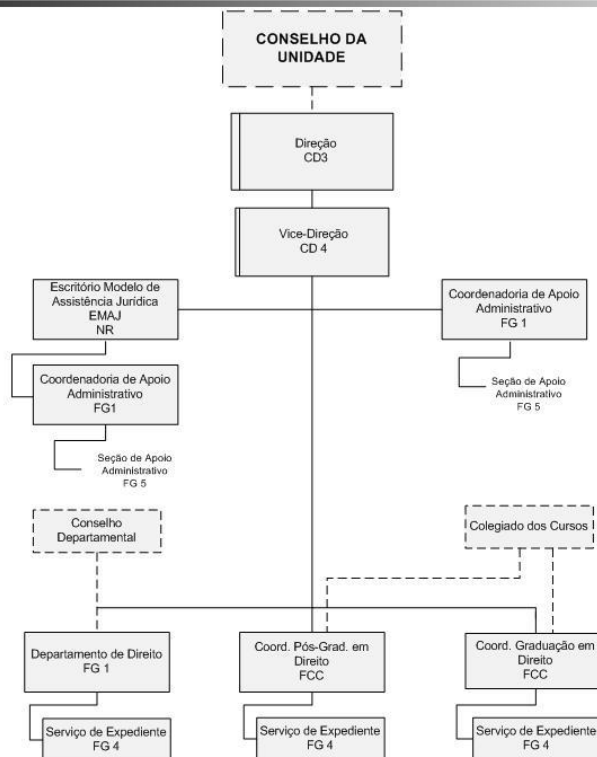 CONSELHO DA
UNIDADE
Direção
CD3
Vice-Direção
CD 4
Escritório Modelo de
Assistência Jurídica
EMAJ
NR
Coordenadoria de Apoio
Administrativo
FG 1
Seção de Apoio
Administrativo
FG 5
Coordenadoria de Apoio
Administrativo
FG1
Seção de Apoio
Administrativo
FG 5
Conselho
Departamental
Colegiado dos Cursos
Departamento de Direito
FG 1
Coord. Pós-Grad. em
Direito
FCC
Coord. Graduação em
Direito
FCC
Serviço de Expediente
FG 4
Serviço de Expediente
FG 4
Serviço de Expediente
FG 4